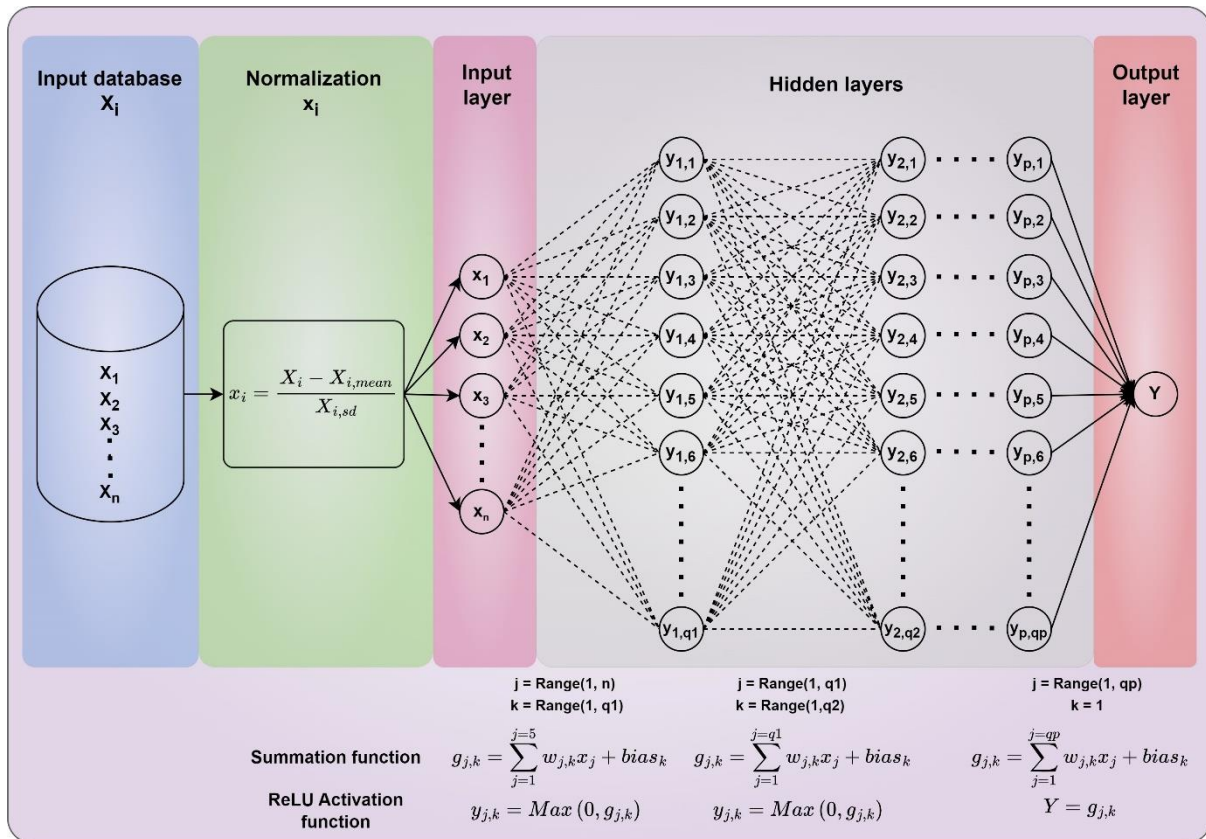 Input database
Xi
Normalization
xi
Input
layer
Hidden layers
Output
layer
X1
X2
X3
Xn
xi = (Xi − Xi,mean) / Xi,sd
x1
x2
x3
xn
y1,1
y1,2
y1,3
y1,4
y1,5
y1,6
y1,q1
y2,1
y2,2
y2,3
y2,4
y2,5
y2,6
y2,q2
yp,1
yp,2
yp,3
yp,4
yp,5
yp,6
yp,qp
Y
j = Range(1, n)
k = Range(1, q1)
j = Range(1, q1)
k = Range(1,q2)
j = Range(1, qp)
k = 1
Summation function
gj,k = ∑ j=1 j=5 wj,k xj + biask
gj,k = ∑ j=1 j=q1 wj,k xj + biask
gj,k = ∑ j=1 j=qp wj,k xj + biask
ReLU Activation
function
yj,k = Max (0, gj,k)
yj,k = Max (0, gj,k)
Y = gj,k